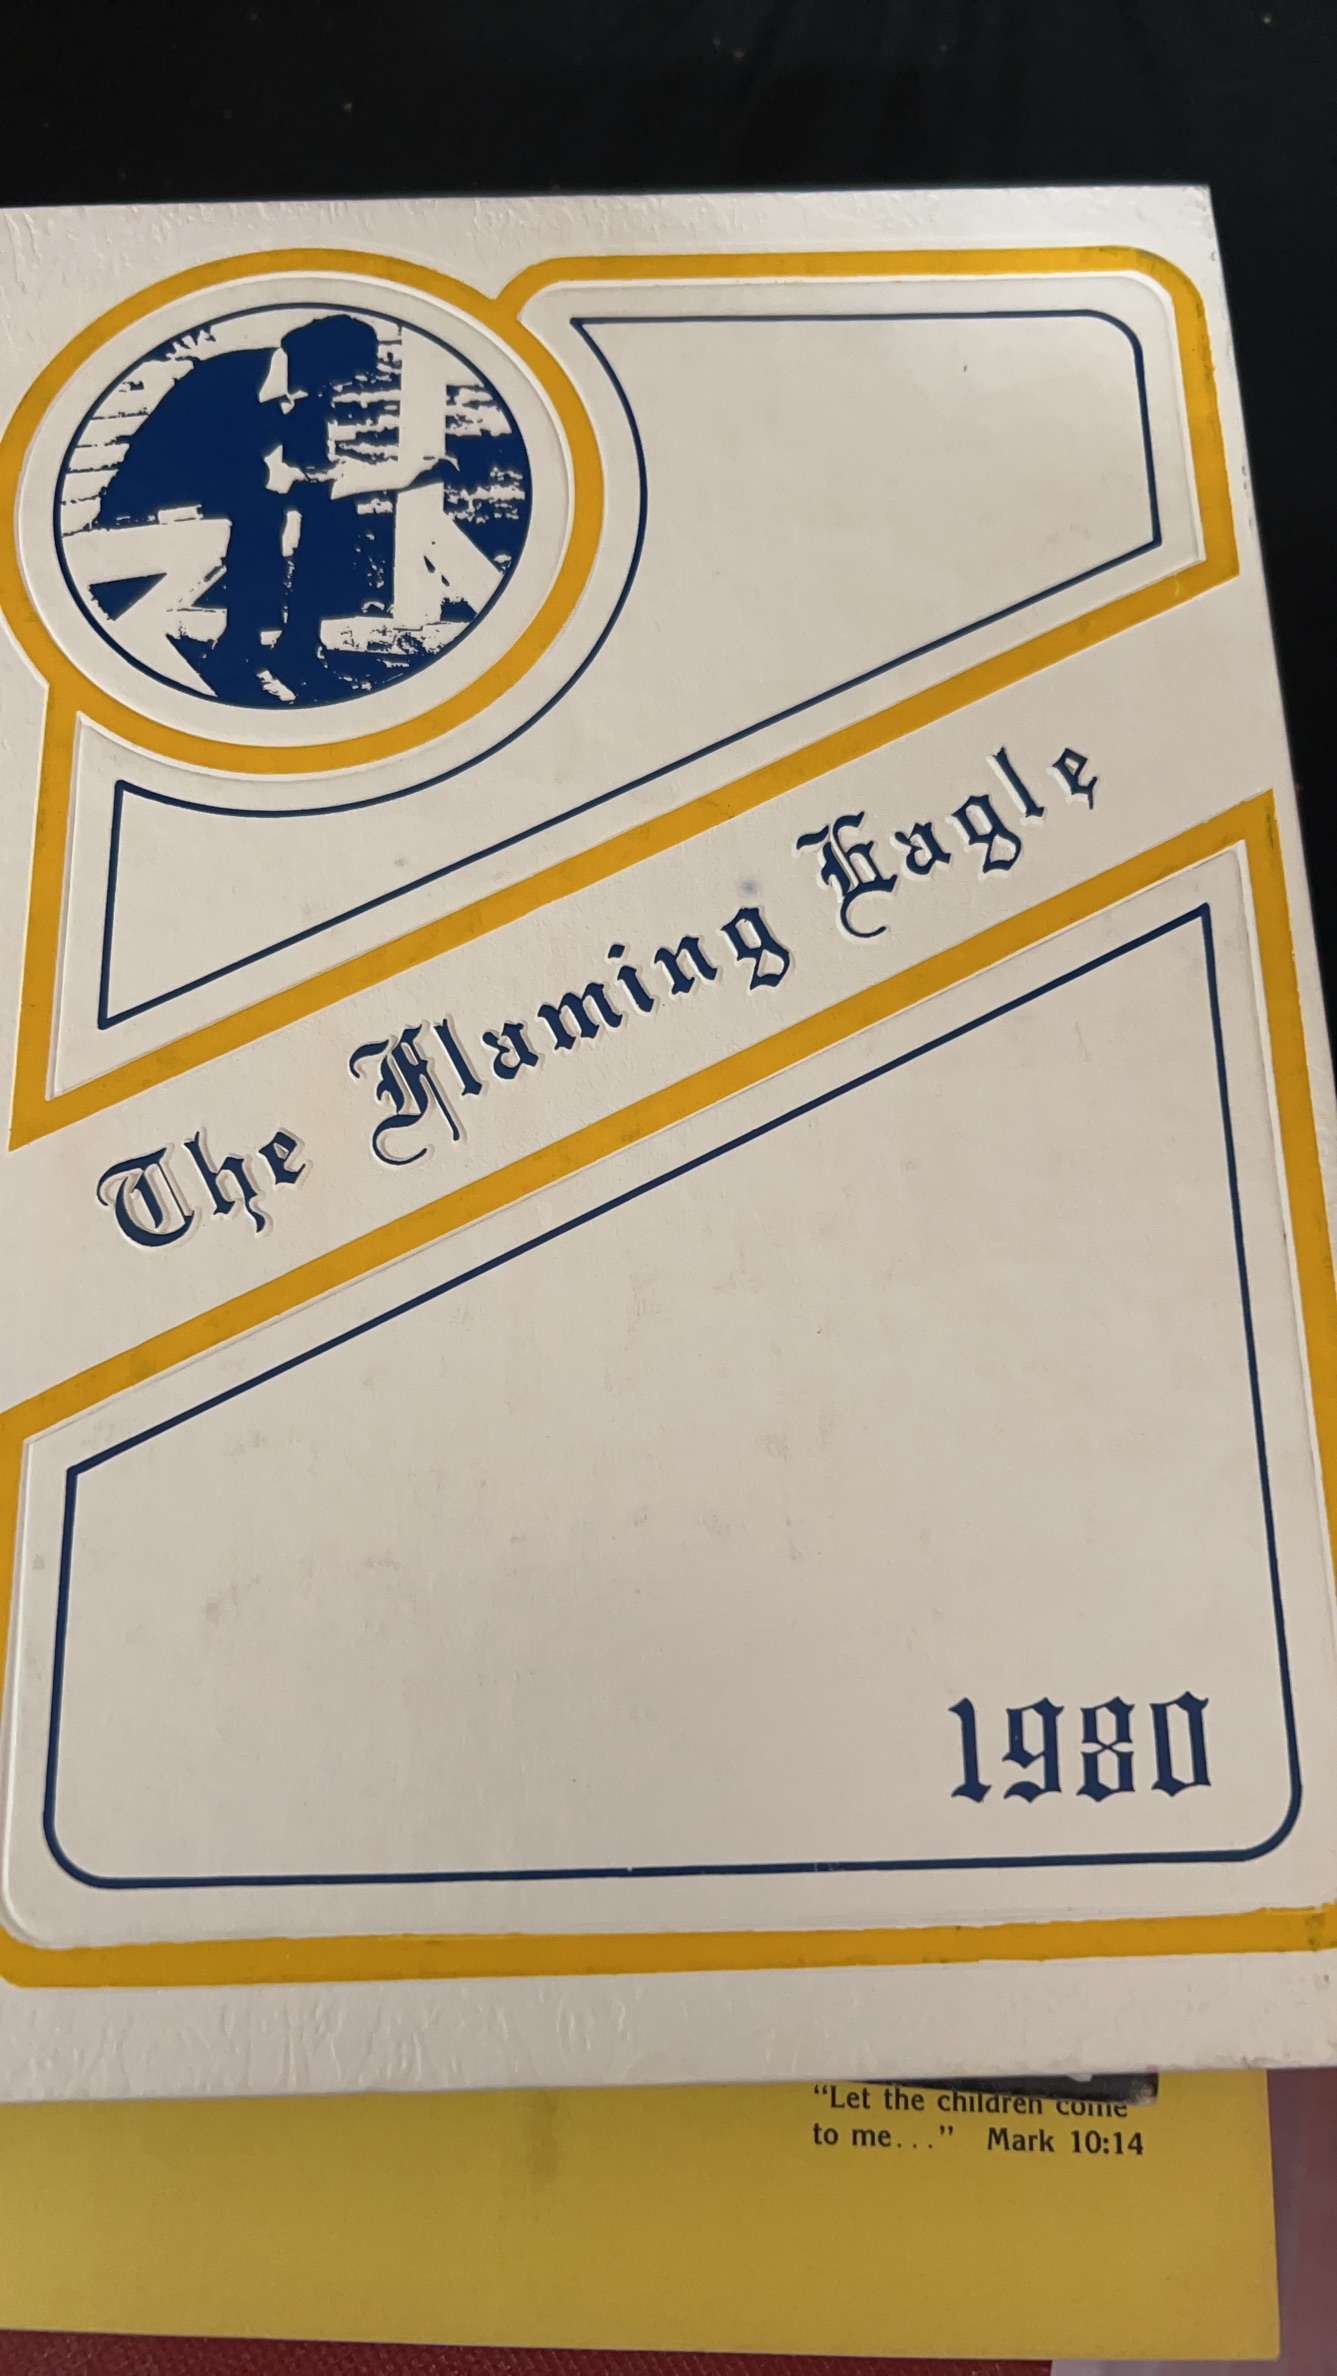 The Flaming Eagle
1980
“Let the children come
to me...” Mark 10:14